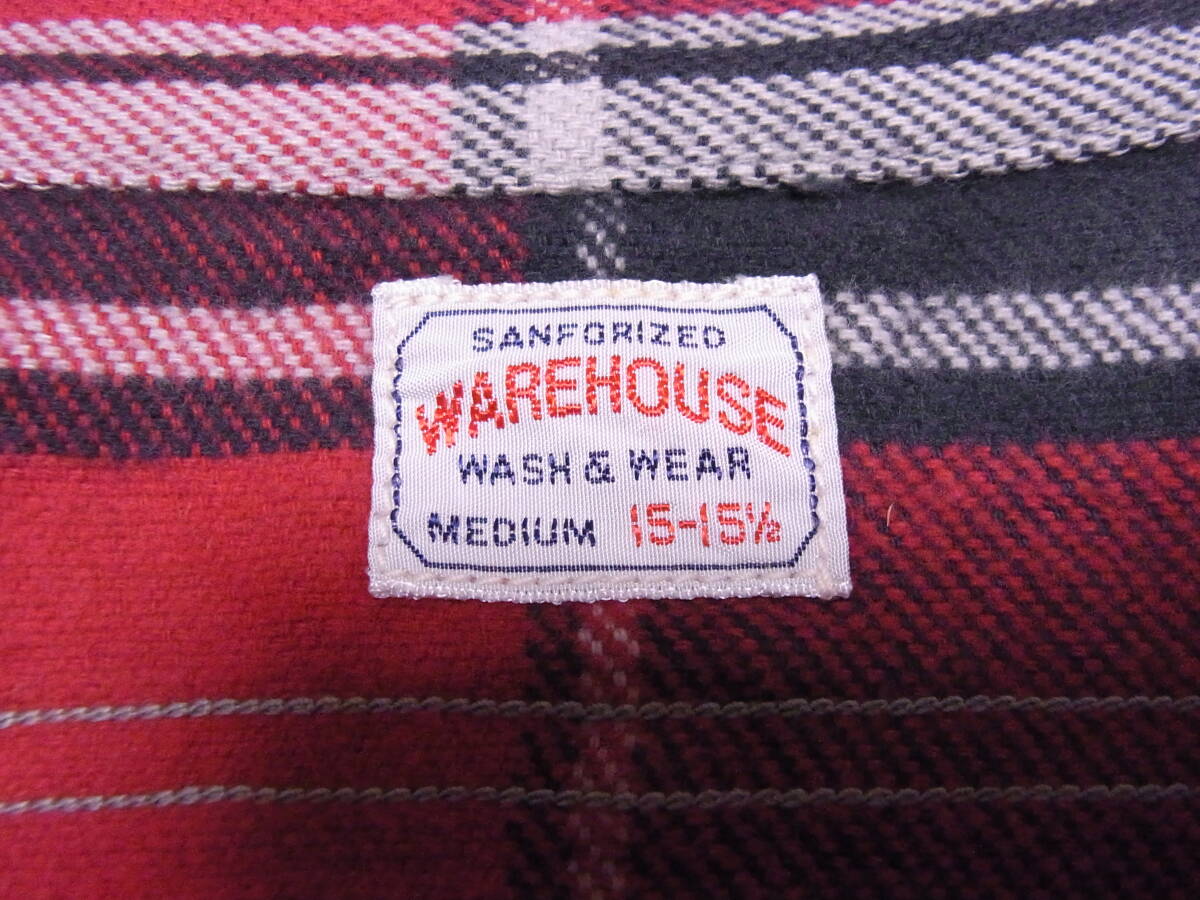 SANFORIZED
WAREHOUSE
WASH & WEAR
MEDIUM 15-15½